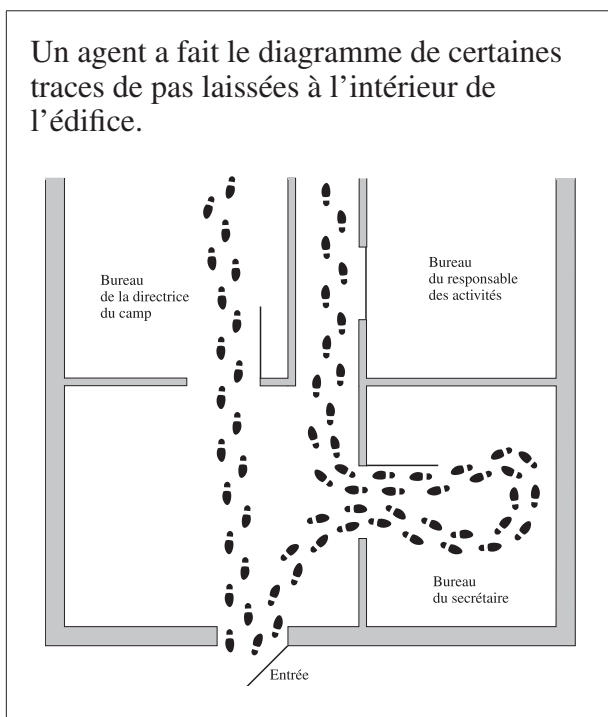 Un agent a fait le diagramme de certaines
traces de pas laissées à l’intérieur de
l’édifice.
Bureau
de la directrice
du camp
Bureau
du responsable
des activités
Bureau
du secrétaire
Entrée